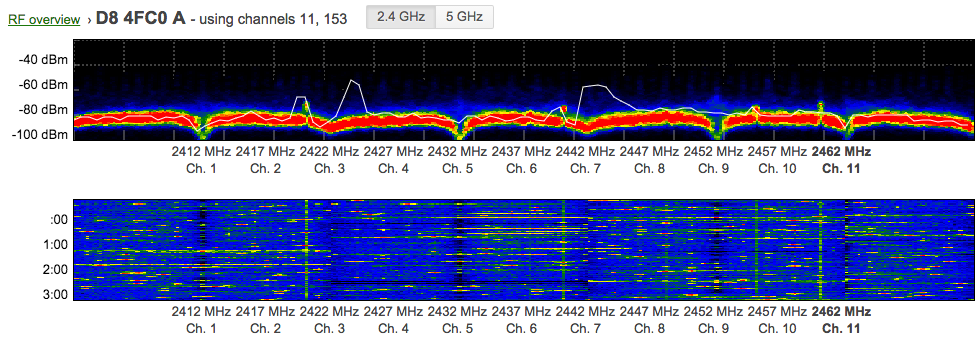 RF overview › D8 4FC0 A - using channels 11, 153 2.4 GHz 5 GHz
-40 dBm
-60 dBm
-80 dBm
-100 dBm
2412 MHz 2417 MHz 2422 MHz 2427 MHz 2432 MHz 2437 MHz 2442 MHz 2447 MHz 2452 MHz 2457 MHz 2462 MHz
Ch. 1 Ch. 2 Ch. 3 Ch. 4 Ch. 5 Ch. 6 Ch. 7 Ch. 8 Ch. 9 Ch. 10 Ch. 11
:00
1:00
2:00
3:00
2412 MHz 2417 MHz 2422 MHz 2427 MHz 2432 MHz 2437 MHz 2442 MHz 2447 MHz 2452 MHz 2457 MHz 2462 MHz
Ch. 1 Ch. 2 Ch. 3 Ch. 4 Ch. 5 Ch. 6 Ch. 7 Ch. 8 Ch. 9 Ch. 10 Ch. 11